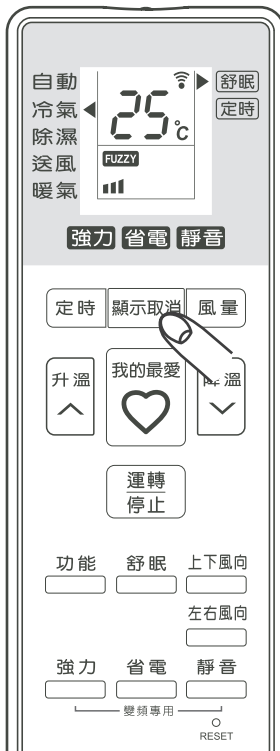 自動
舒眠
冷氣 25°C 定時
除濕
送風 FUZZY
暖氣
強力 省電 靜音
定時 顯示取消 風量
升溫 我的最愛 溫
運轉
停止
功能 舒眠 上下風向
左右風向
強力 省電 靜音
變頻專用
RESET